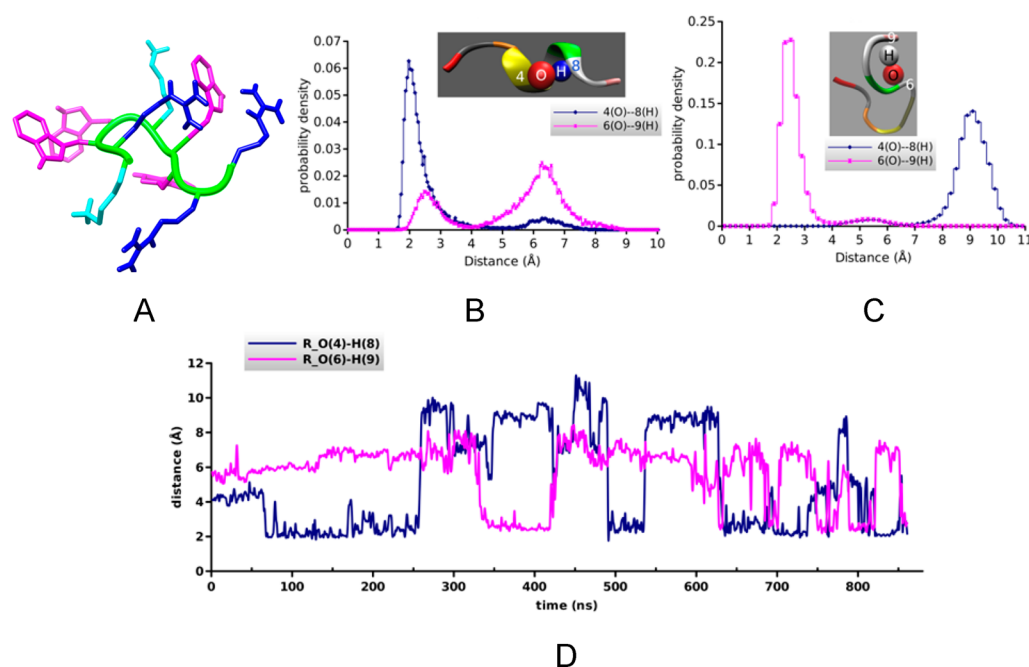 B
C
0.07
0.06
0.05
0.04
0.03
0.02
0.01
0
probability density
4 O H 8
4(O)--8(H)
6(O)--9(H)
0 1 2 3 4 5 6 7 8 9 10
Distance (Å)
0.25
0.20
0.15
0.10
0.05
0
probability density
9
H
O 6
4(O)--8(H)
6(O)--9(H)
0 1 2 3 4 5 6 7 8 9 10 11
Distance (Å)
A
B
C
R_O(4)-H(8)
R_O(6)-H(9)
12
10
8
6
4
2
0
distance (Å)
0 100 200 300 400 500 600 700 800
time (ns)
D